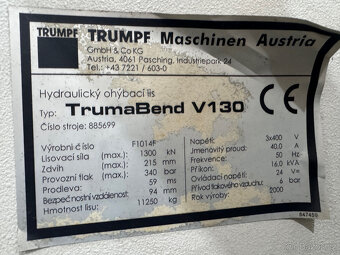 TRUMPF TRUMPF Maschinen Austria
GmbH & Co KG
Austria, 4061 Pasching, Industriepark 24
Tel.: +43 7221 / 603-0
Hydraulický ohýbací lis
Typ: TrumaBend V130 CE
Číslo stroje: 885699
Výrobní číslo F1014F
Lisovací síla (max.): 1300 kN
Zdvih (max.): 215 mm
Provozní tlak (max.): 340 bar
Prodleva: 59 ms
Bezpečnostní vzdálenost: 94 mm
Hmotnost lisu: 11250 kg
Napětí: 3x400 V
Jmenovitý proud: 40.0 A
Frekvence: 50 Hz
Příkon: 16.0 kVA
Ovládací napětí: 24 V=
Přívod tlakového vzduchu: 6 bar
Rok výroby: 2000